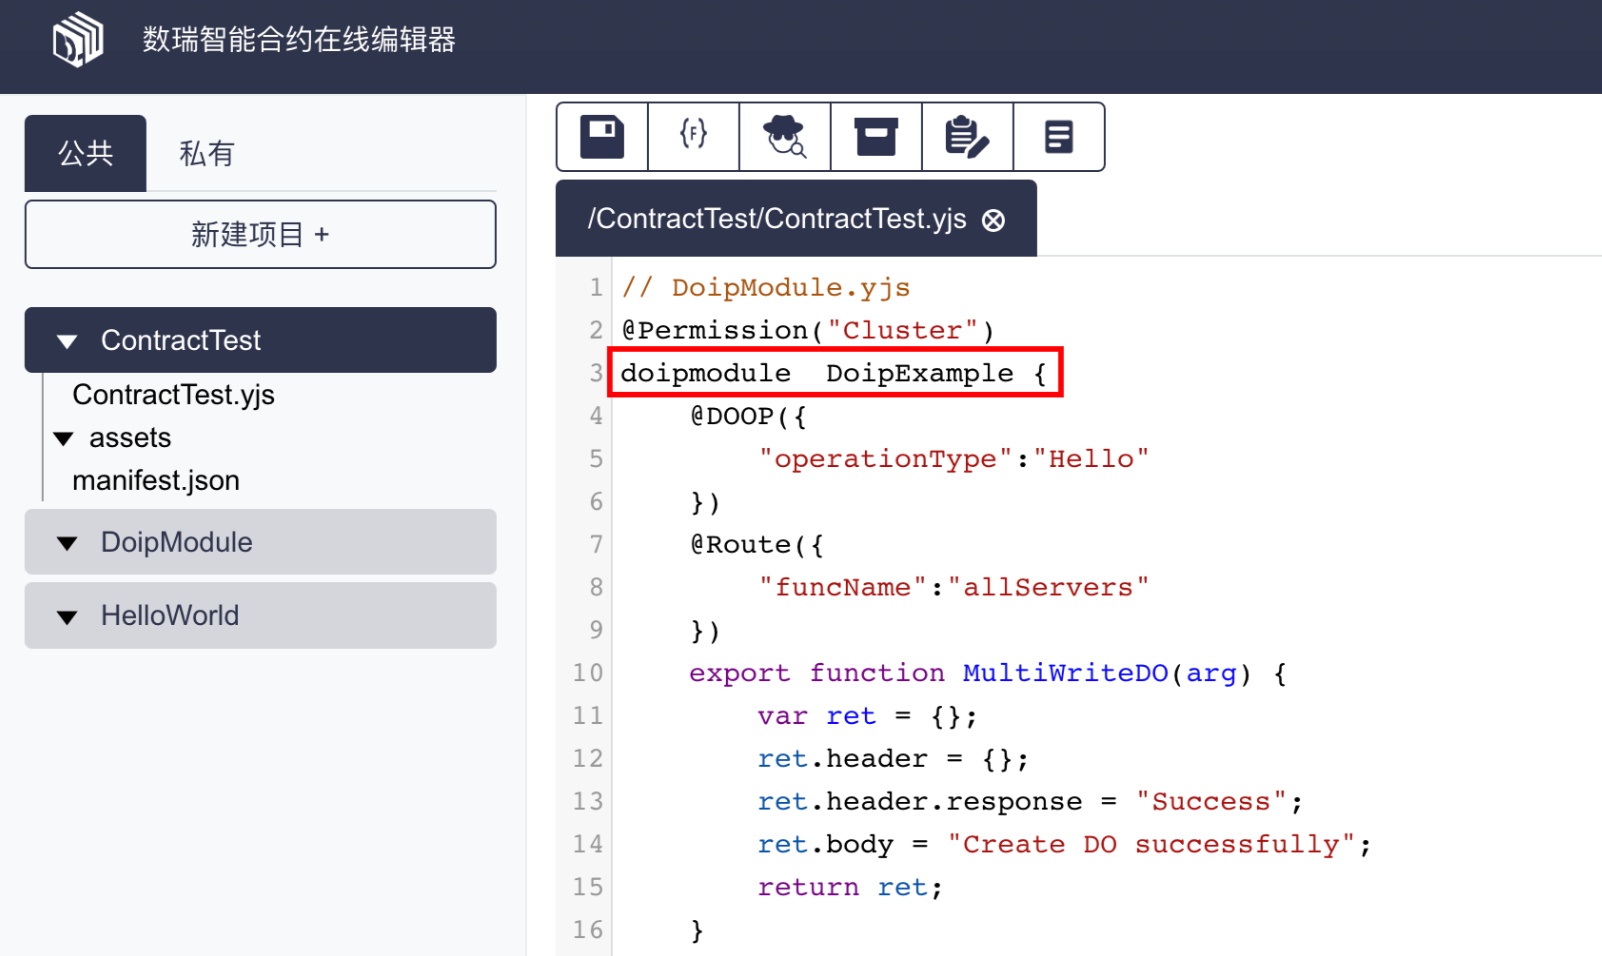 数瑞智能合约在线编辑器
公共
私有
新建项目 +
ContractTest
ContractTest.yjs
assets
manifest.json
DoipModule
HelloWorld
{F}
/ContractTest/ContractTest.yjs
1 // DoipModule.yjs
2 @Permission("Cluster")
3 doipmodule  DoipExample {
4     @DOOP({
5         "operationType":"Hello"
6     })
7     @Route({
8         "funcName":"allServers"
9     })
10     export function MultiWriteDO(arg) {
11         var ret = {};
12         ret.header = {};
13         ret.header.response = "Success";
14         ret.body = "Create DO successfully";
15         return ret;
16     }